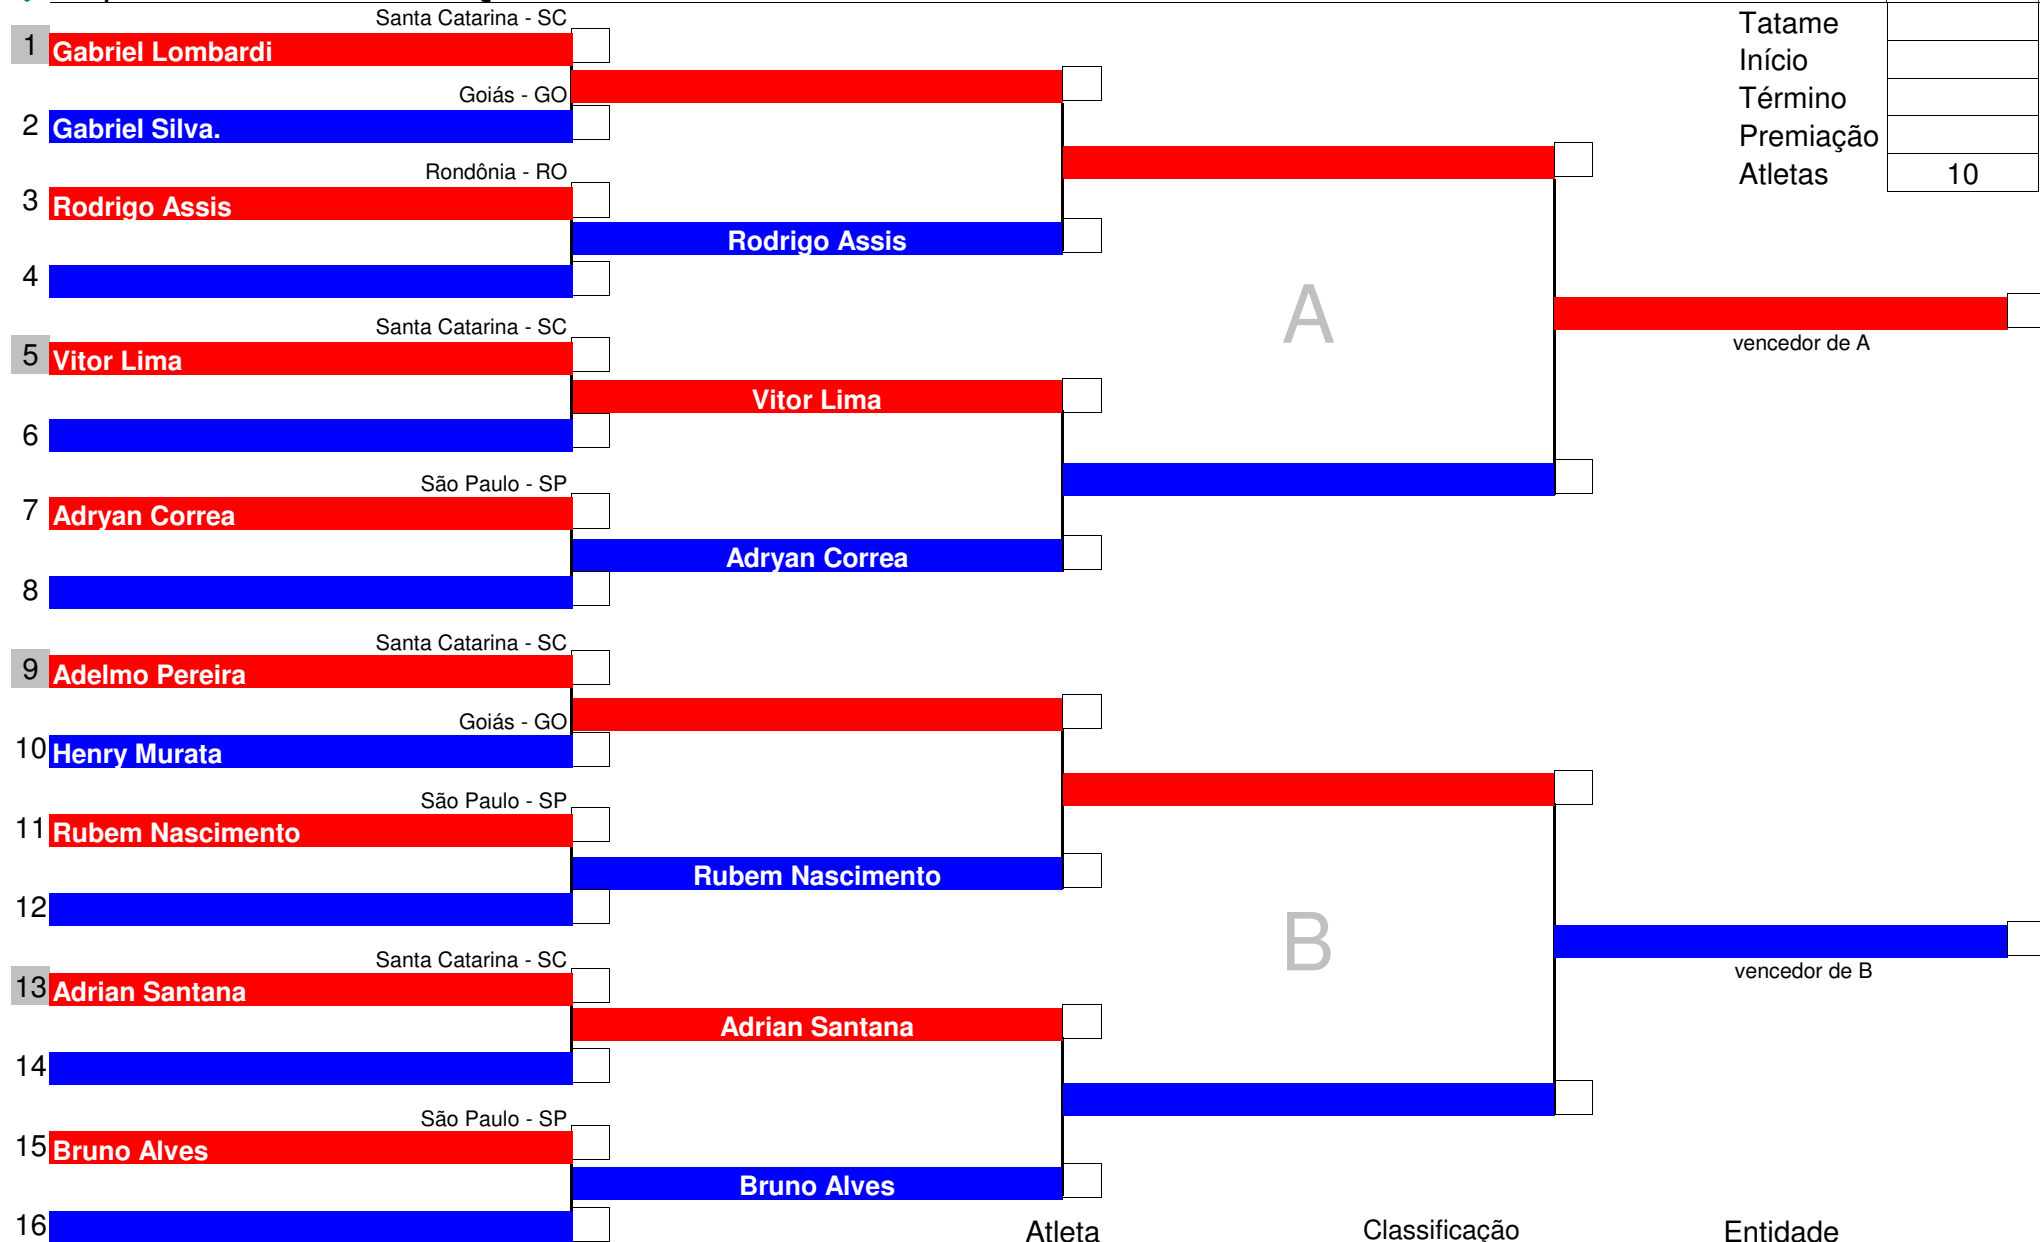 Santa Catarina - SC
1 Gabriel Lombardi
Goiás - GO
2 Gabriel Silva.
Rondônia - RO
3 Rodrigo Assis
Rodrigo Assis
4
Santa Catarina - SC
5 Vitor Lima
Vitor Lima
6
São Paulo - SP
7 Adryan Correa
Adryan Correa
8
Santa Catarina - SC
9 Adelmo Pereira
Goiás - GO
10 Henry Murata
São Paulo - SP
11 Rubem Nascimento
Rubem Nascimento
12
Santa Catarina - SC
13 Adrian Santana
Adrian Santana
14
São Paulo - SP
15 Bruno Alves
Bruno Alves
16
A
vencedor de A
B
vencedor de B
Tatame
Início
Término
Premiação
Atletas 10
Atleta Classificação Entidade